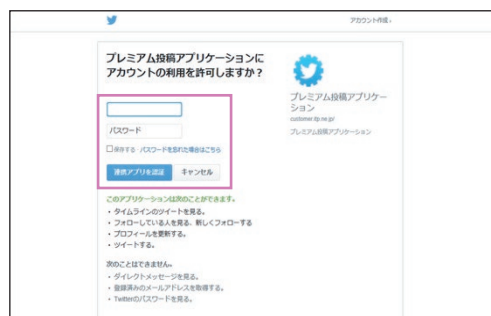 アカウント作成 ›
プレミアム投稿アプリケーションに
アカウントの利用を許可しますか？
パスワード
保存する · パスワードを忘れた場合はこちら
連携アプリを認証
キャンセル
プレミアム投稿アプリケー
ション
customer.itp.ne.jp/
プレミアム投稿アプリケーション
このアプリケーションは次のことができます。
・ タイムラインのツイートを見る。
・ フォローしている人を見る、新しくフォローする
・ プロフィールを更新する。
・ ツイートする。
次のことはできません。
・ ダイレクトメッセージを見る。
・ 登録済みのメールアドレスを取得する。
・ Twitterのパスワードを見る。